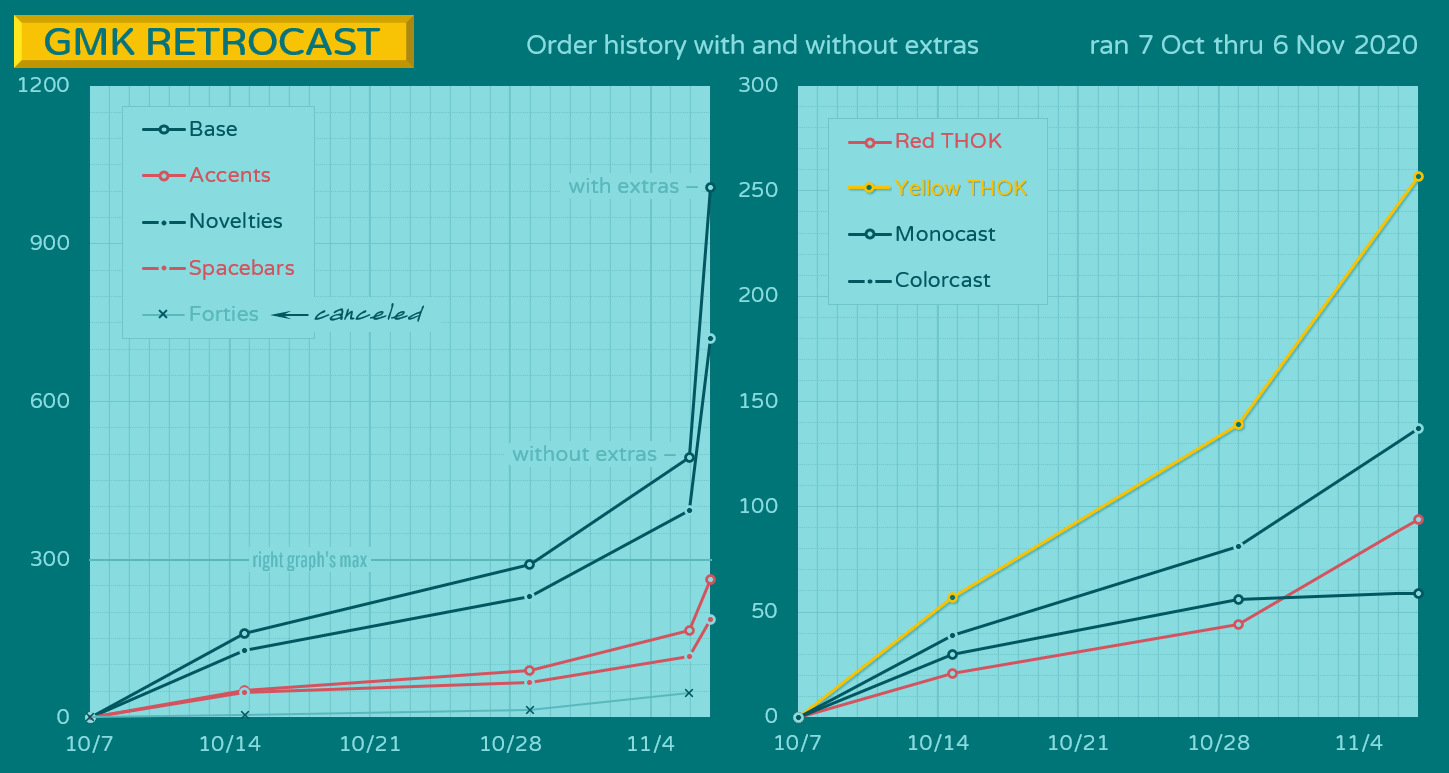 GMK RETROCAST
Order history with and without extras
ran 7 Oct thru 6 Nov 2020
1200
900
600
300
0
Base
Accents
Novelties
Spacebars
Forties
canceled
with extras –
without extras –
right graph's max
10/7
10/14
10/21
10/28
11/4
300
250
200
150
100
50
0
Red THOK
Yellow THOK
Monocast
Colorcast
10/7
10/14
10/21
10/28
11/4